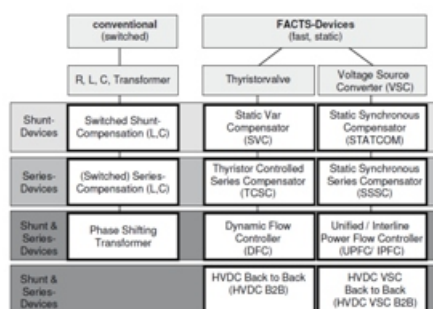 conventional
(switched)
FACTS-Devices
(fast, static)
R, L, C, Transformer
Thyristorvalve
Voltage Source
Converter (VSC)
Shunt-
Devices
Switched Shunt-
Compensation (L,C)
Static Var
Compensator
(SVC)
Static Synchronous
Compensator
(STATCOM)
Series-
Devices
(Switched) Series-
Compensation (L,C)
Thyristor Controlled
Series Compensator
(TCSC)
Static Synchronous
Series Compensator
(SSSC)
Shunt &
Series-
Devices
Phase Shifting
Transformer
Dynamic Flow
Controller
(DFC)
Unified / Interline
Power Flow Controller
(UPFC/ IPFC)
Shunt &
Series-
Devices
HVDC Back to Back
(HVDC B2B)
HVDC VSC
Back to Back
(HVDC VSC B2B)